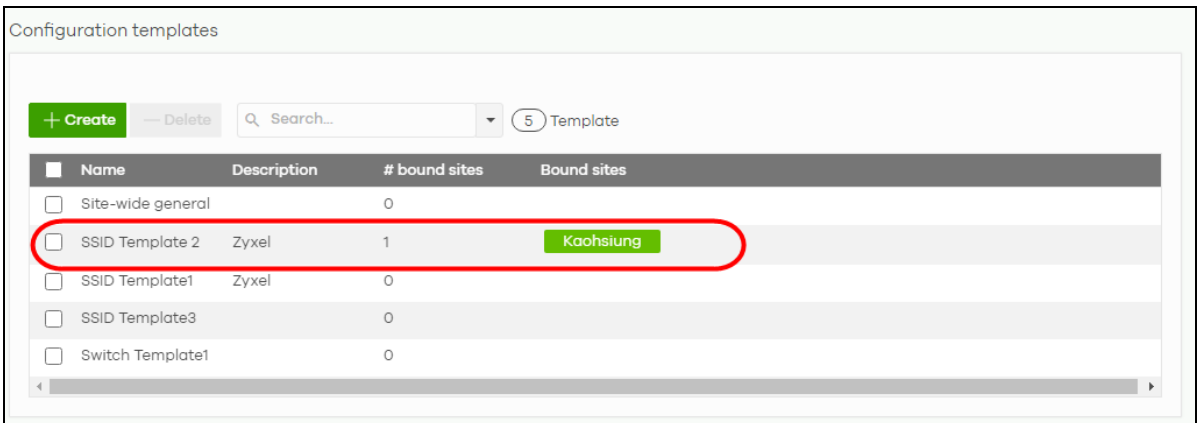 Configuration templates
+ Create — Delete Search... 5 Template
Name Description # bound sites Bound sites
Site-wide general 0
SSID Template 2 Zyxel 1 Kaohsiung
SSID Template1 Zyxel 0
SSID Template3 0
Switch Template1 0